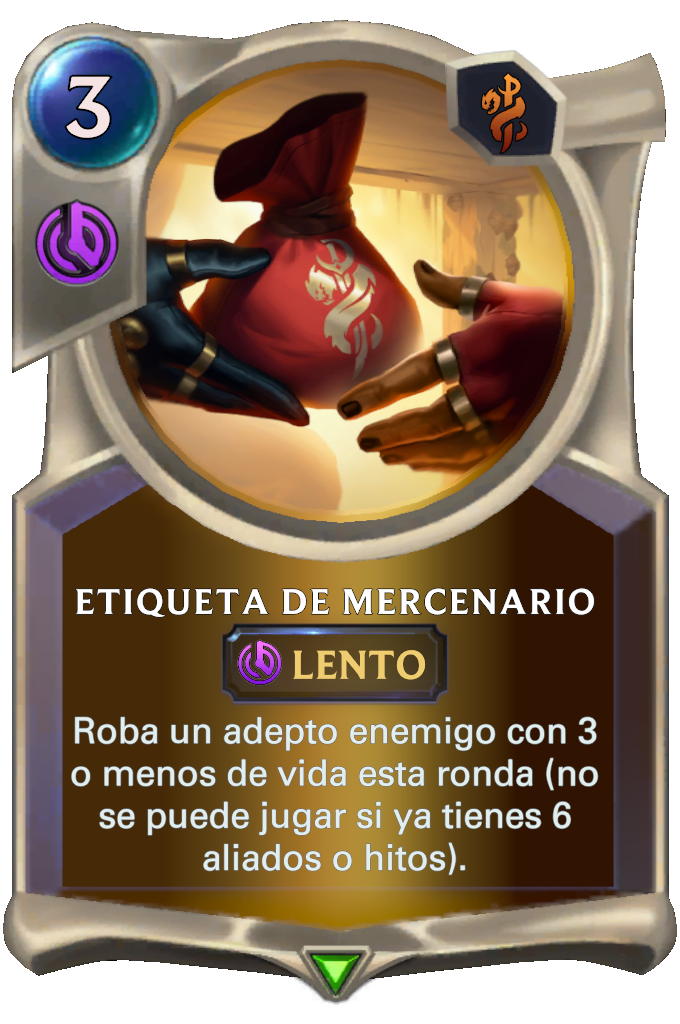 3
ETIQUETA DE MERCENARIO
LENTO
Roba un adepto enemigo con 3
o menos de vida esta ronda (no
se puede jugar si ya tienes 6
aliados o hitos).